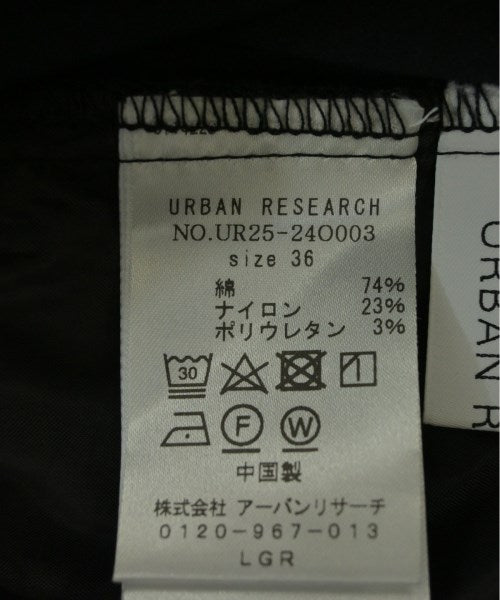 URBAN RESEARCH
NO.UR25-24O003
size 36
綿 74%
ナイロン 23%
ポリウレタン 3%
30
F W
中国製
株式会社 アーバンリサーチ
0120-967-013
LGR
URBAN R